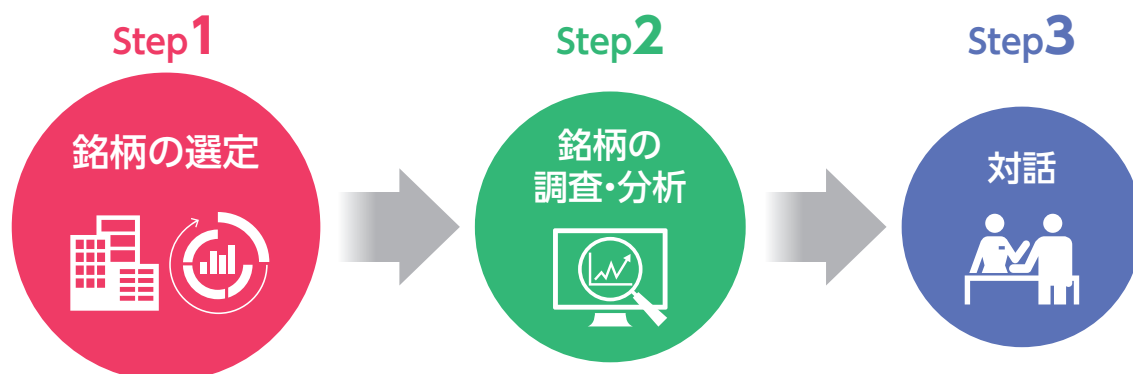 Step1
銘柄の選定
Step2
銘柄の
調査・分析
Step3
対話